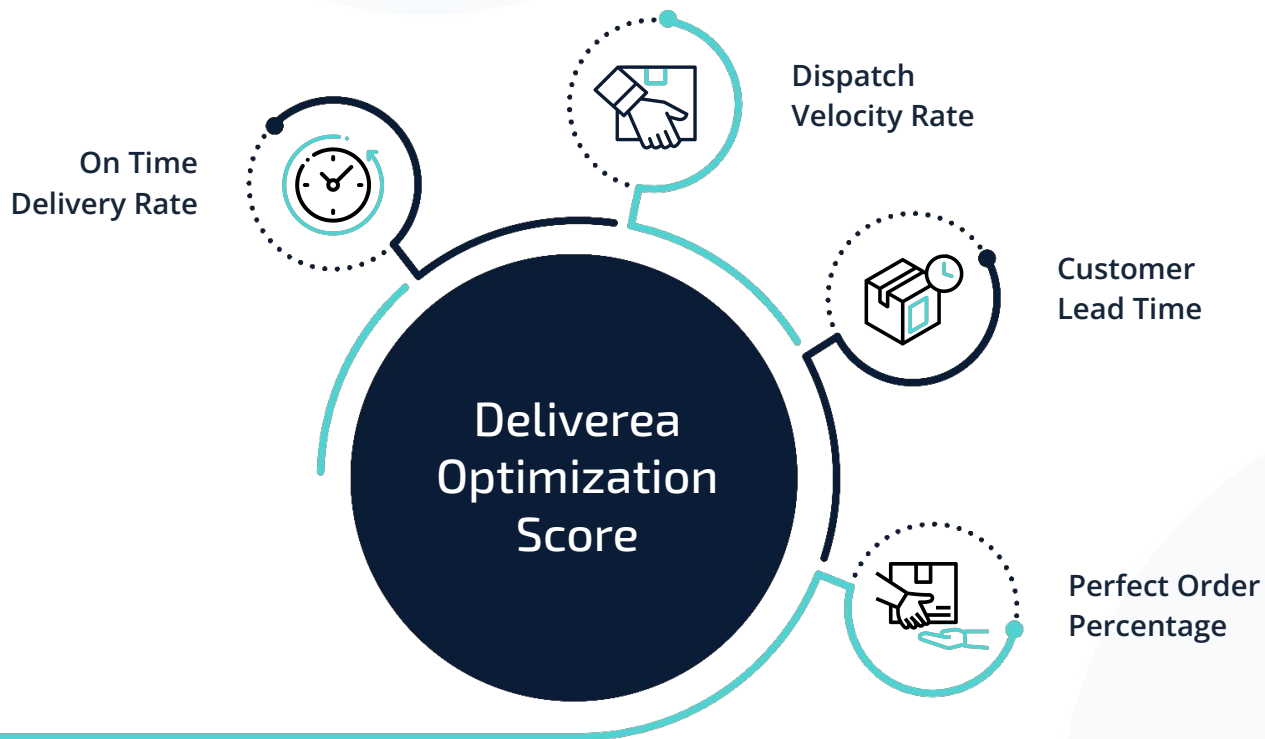 Dispatch
Velocity Rate
On Time
Delivery Rate
Customer
Lead Time
Deliverea
Optimization
Score
Perfect Order
Percentage